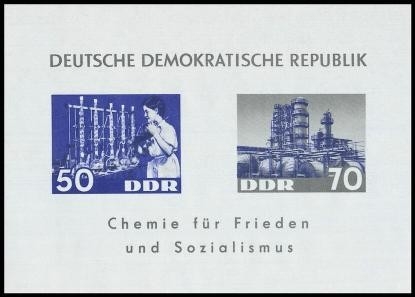 DEUTSCHE DEMOKRATISCHE REPUBLIK
50 DDR
DDR 70
Chemie für Frieden
und Sozialismus